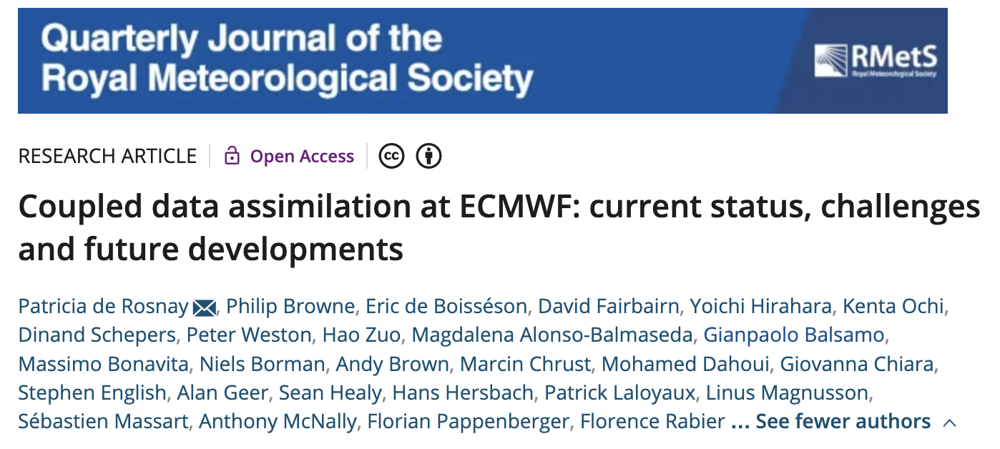 Quarterly Journal of the
Royal Meteorological Society
RMetS
Royal Meteorological Society
RESEARCH ARTICLE
Open Access
cc
Coupled data assimilation at ECMWF: current status, challenges
and future developments
Patricia de Rosnay, Philip Browne, Eric de Boisséson, David Fairbairn, Yoichi Hirahara, Kenta Ochi,
Dinand Schepers, Peter Weston, Hao Zuo, Magdalena Alonso-Balmaseda, Gianpaolo Balsamo,
Massimo Bonavita, Niels Borman, Andy Brown, Marcin Chrust, Mohamed Dahoui, Giovanna Chiara,
Stephen English, Alan Geer, Sean Healy, Hans Hersbach, Patrick Laloyaux, Linus Magnusson,
Sébastien Massart, Anthony McNally, Florian Pappenberger, Florence Rabier ... See fewer authors